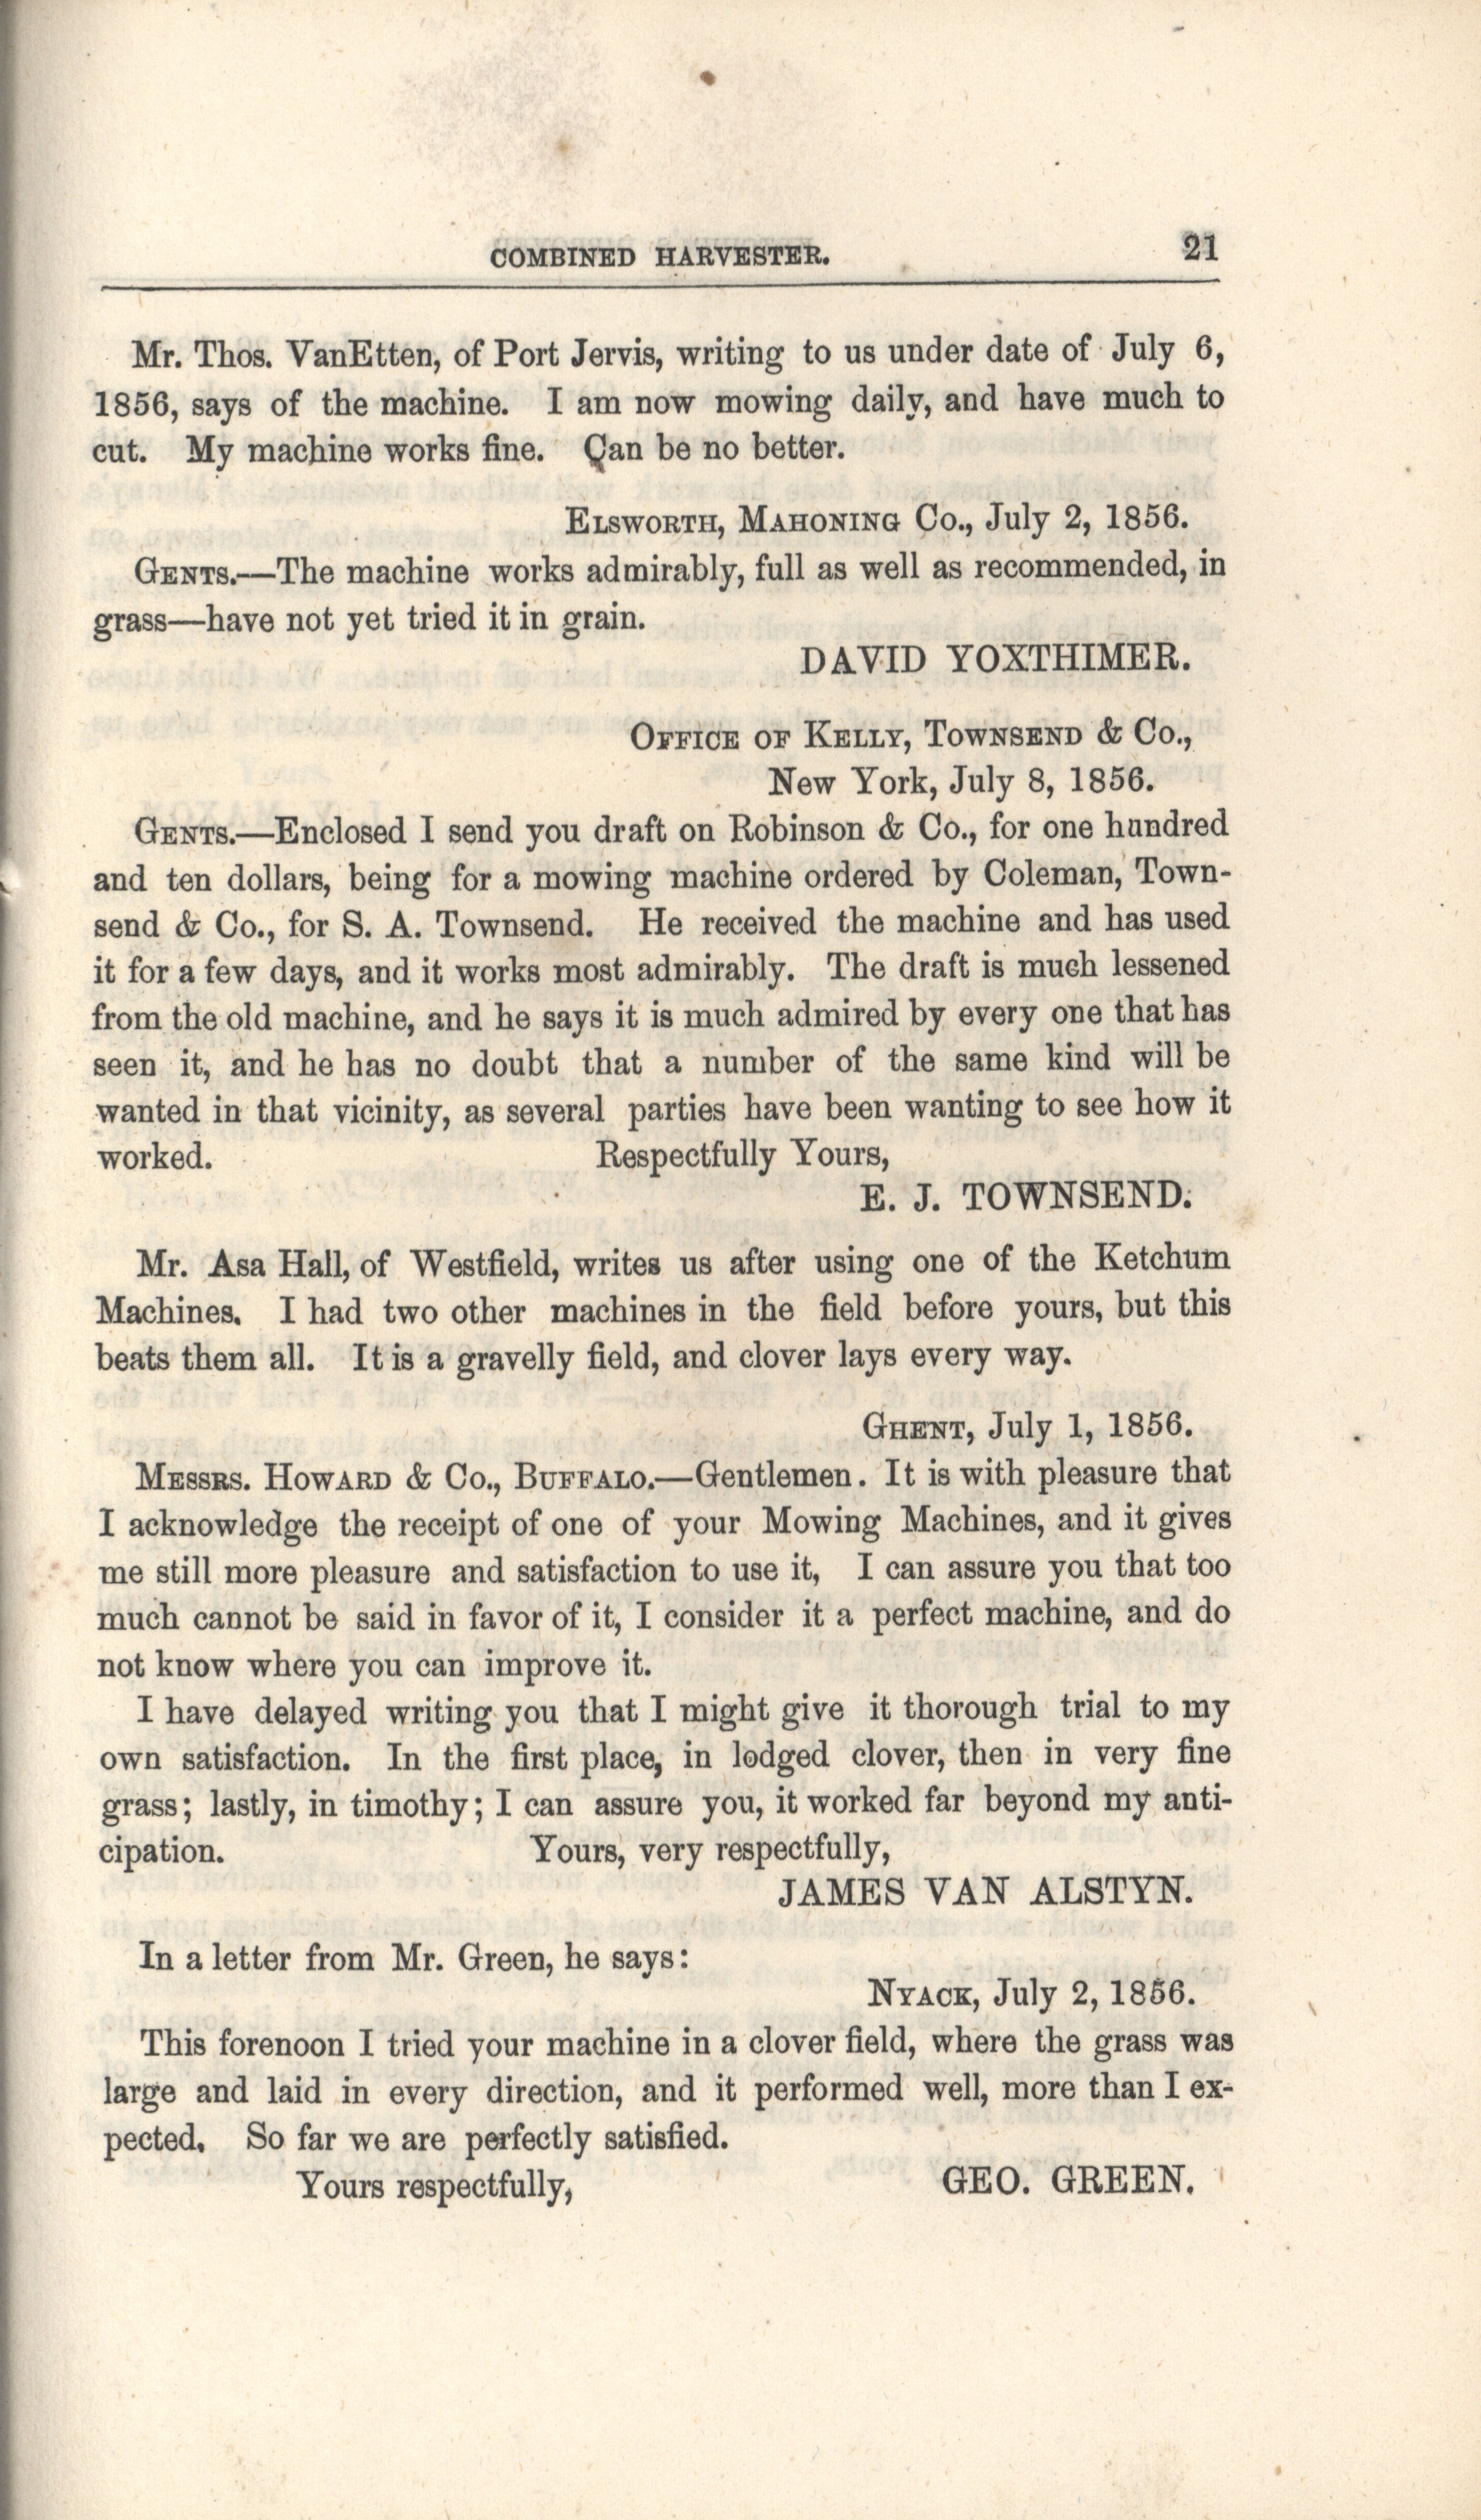 COMBINED HARVESTER. 21
Mr. Thos. VanEtten, of Port Jervis, writing to us under date of July 6,
1856, says of the machine. I am now mowing daily, and have much to
cut. My machine works fine. Can be no better.
ELSWORTH, MAHONING CO., July 2, 1856.
GENTS.—The machine works admirably, full as well as recommended, in
grass—have not yet tried it in grain.
DAVID YOXTHIMER.
OFFICE OF KELLY, TOWNSEND & CO.,
New York, July 8, 1856.
GENTS.—Enclosed I send you draft on Robinson & Co., for one hundred
and ten dollars, being for a mowing machine ordered by Coleman, Town-
send & Co., for S. A. Townsend. He received the machine and has used
it for a few days, and it works most admirably. The draft is much lessened
from the old machine, and he says it is much admired by every one that has
seen it, and he has no doubt that a number of the same kind will be
wanted in that vicinity, as several parties have been wanting to see how it
worked. Respectfully Yours,
E. J. TOWNSEND.
Mr. Asa Hall, of Westfield, writes us after using one of the Ketchum
Machines. I had two other machines in the field before yours, but this
beats them all. It is a gravelly field, and clover lays every way.
GHENT, July 1, 1856.
MESSRS. HOWARD & CO., BUFFALO.—Gentlemen. It is with pleasure that
I acknowledge the receipt of one of your Mowing Machines, and it gives
me still more pleasure and satisfaction to use it, I can assure you that too
much cannot be said in favor of it, I consider it a perfect machine, and do
not know where you can improve it.
I have delayed writing you that I might give it thorough trial to my
own satisfaction. In the first place, in lodged clover, then in very fine
grass; lastly, in timothy; I can assure you, it worked far beyond my anti-
cipation. Yours, very respectfully,
JAMES VAN ALSTYN.
In a letter from Mr. Green, he says:
NYACK, July 2, 1856.
This forenoon I tried your machine in a clover field, where the grass was
large and laid in every direction, and it performed well, more than I ex-
pected. So far we are perfectly satisfied.
Yours respectfully, GEO. GREEN.